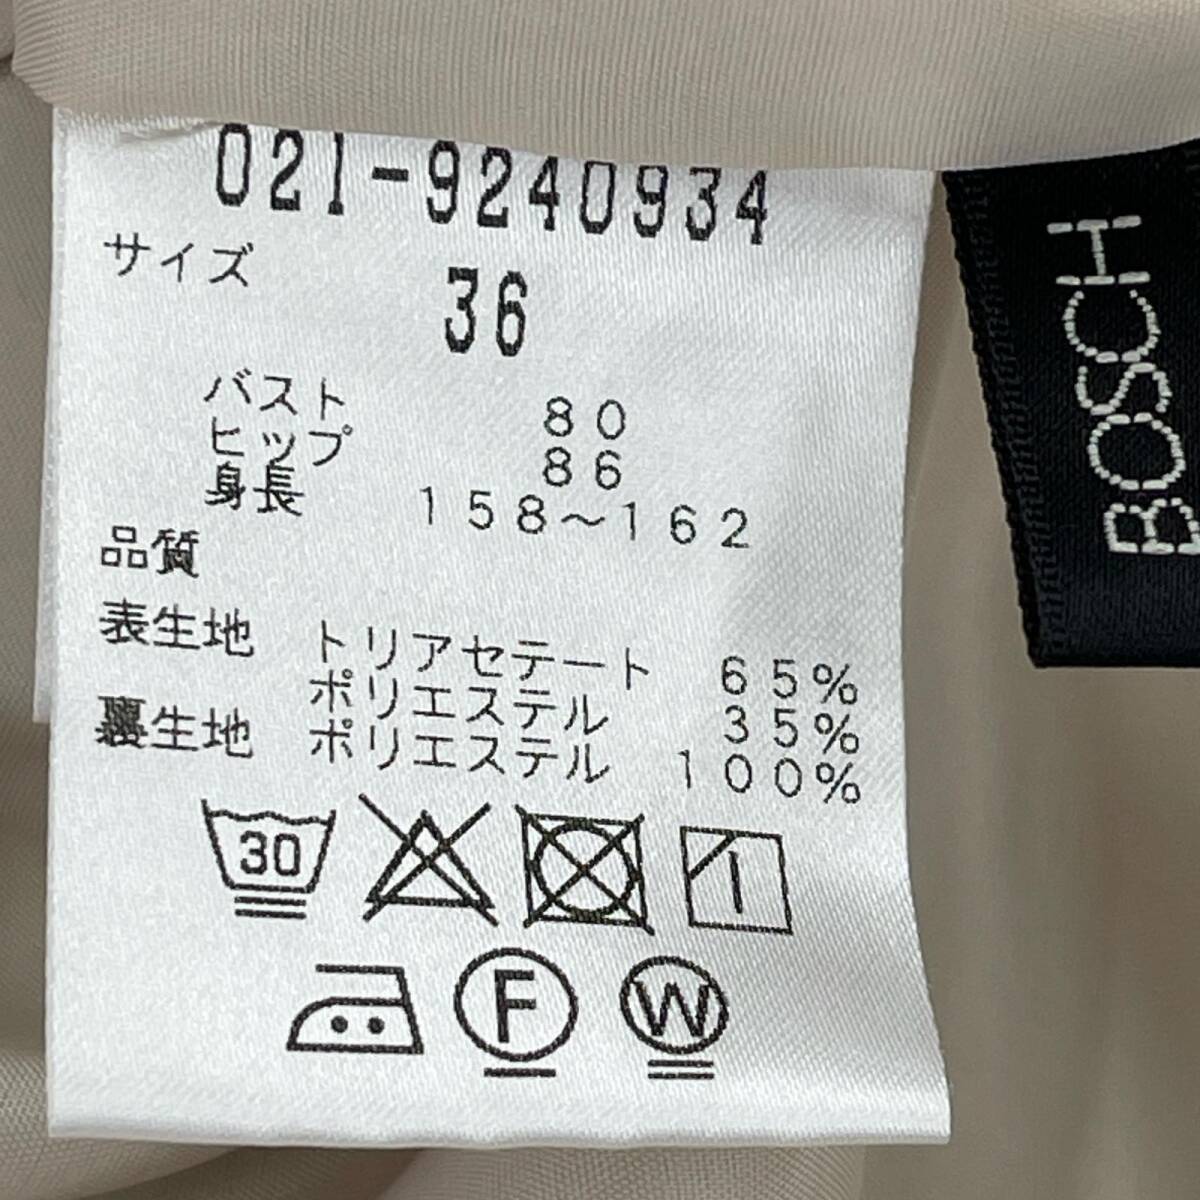 021-9240934
サイズ 36
バスト 80
ヒップ 86
身長 158～162
品質
表生地 トリアセテート 65%
ポリエステル 35%
裏生地 ポリエステル 100%
30
F W
BOSCH